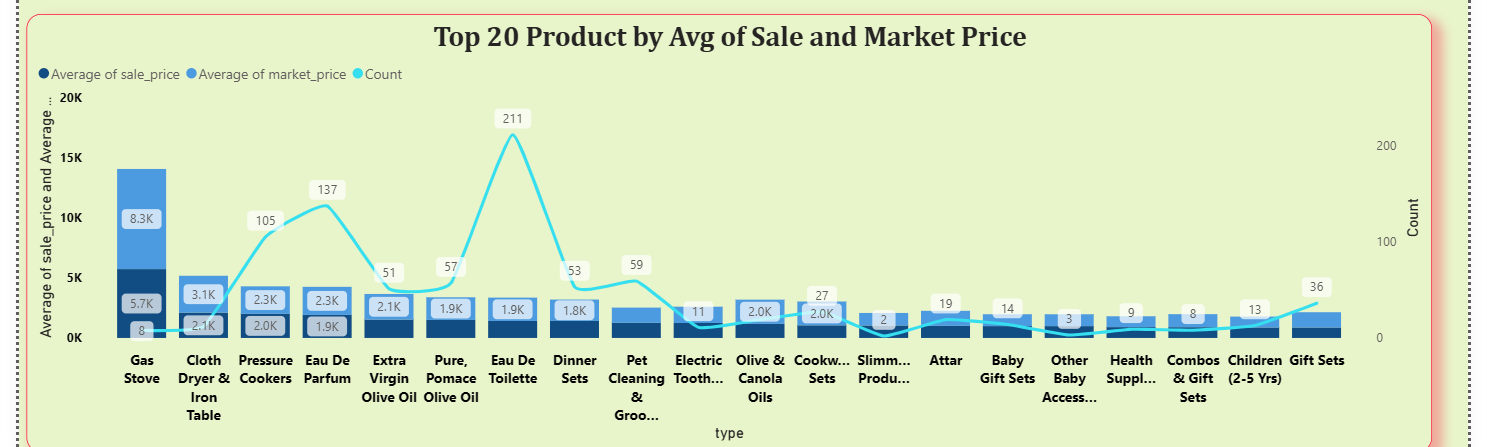 Top 20 Product by Avg of Sale and Market Price
Average of sale_price Average of market_price Count
Average of sale_price and Average ...
20K
15K
10K
5K
0K
8.3K
5.7K
8
3.1K
2.1K
105
2.3K
2.0K
137
2.3K
1.9K
51
2.1K
57
1.9K
211
1.9K
53
1.8K
59
11
2.0K
27
2.0K
2
19
14
3
9
8
13
36
200
100
0
Count
Gas
Stove
Cloth
Dryer &
Iron
Table
Pressure
Cookers
Eau De
Parfum
Extra
Virgin
Olive Oil
Pure,
Pomace
Olive Oil
Eau De
Toilette
Dinner
Sets
Pet
Cleaning
&
Groo...
Electric
Tooth...
Olive &
Canola
Oils
Cookw...
Sets
Slimm...
Produ...
Attar
Baby
Gift Sets
Other
Baby
Access...
Health
Suppl...
Combos
& Gift
Sets
Children
(2-5 Yrs)
Gift Sets
type